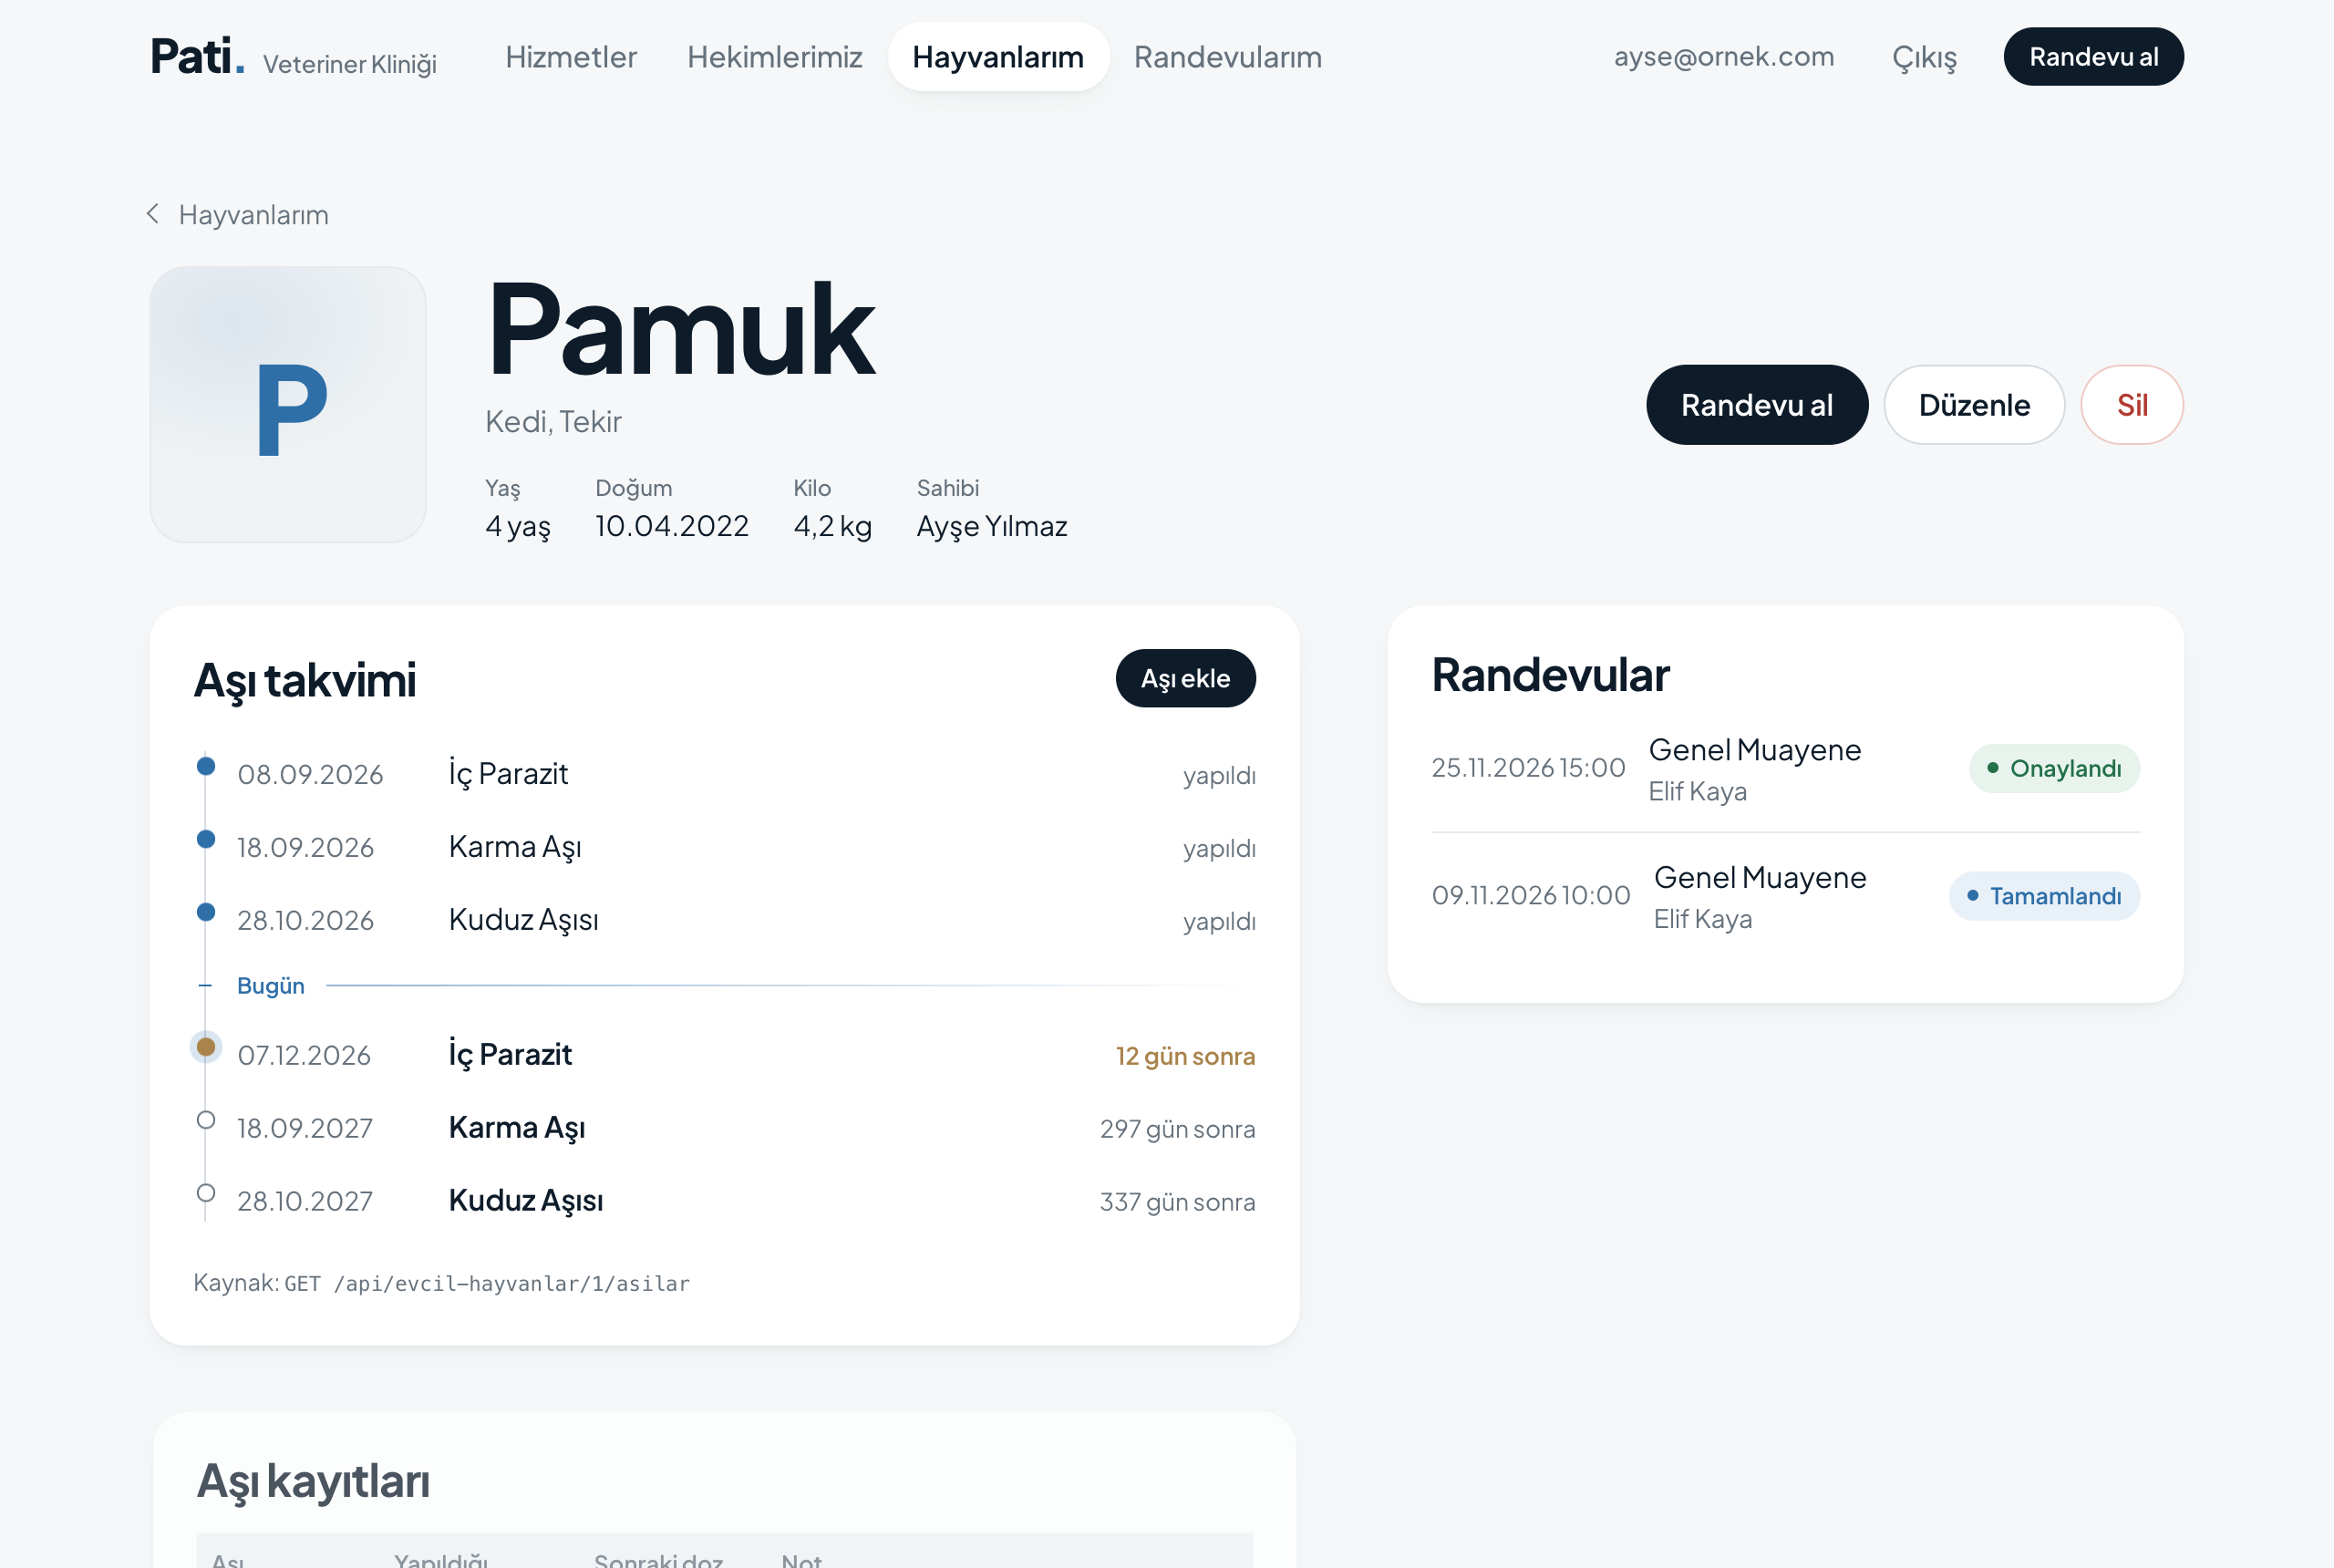 Pati. Veteriner Kliniği Hizmetler Hekimlerimiz Hayvanlarım Randevularım ayse@ornek.com Çıkış Randevu al
Hayvanlarım
P
Pamuk
Kedi, Tekir
Yaş Doğum Kilo Sahibi
4 yaş 10.04.2022 4,2 kg Ayşe Yılmaz
Randevu al Düzenle Sil
Aşı takvimi Aşı ekle
08.09.2026 İç Parazit yapıldı
18.09.2026 Karma Aşı yapıldı
28.10.2026 Kuduz Aşısı yapıldı
Bugün
07.12.2026 İç Parazit 12 gün sonra
18.09.2027 Karma Aşı 297 gün sonra
28.10.2027 Kuduz Aşısı 337 gün sonra
Kaynak: GET /api/evcil-hayvanlar/1/asilar
Randevular
25.11.2026 15:00 Genel Muayene Onaylandı
Elif Kaya
09.11.2026 10:00 Genel Muayene Tamamlandı
Elif Kaya
Aşı kayıtları
Aşı Yapıldığı Sonraki doz Not